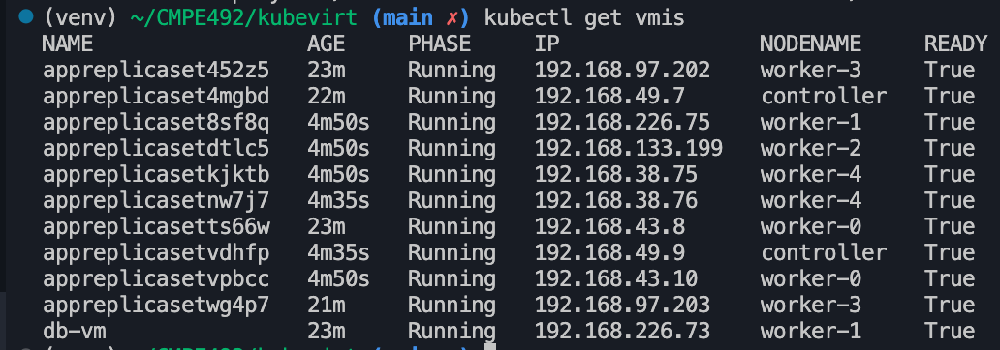 (venv) ~/CMPE492/kubevirt (main ✗) kubectl get vmis
NAME AGE PHASE IP NODENAME READY
appreplicaset452z5 23m Running 192.168.97.202 worker-3 True
appreplicaset4mgbd 22m Running 192.168.49.7 controller True
appreplicaset8sf8q 4m50s Running 192.168.226.75 worker-1 True
appreplicasetdtlc5 4m50s Running 192.168.133.199 worker-2 True
appreplicasetkjktb 4m50s Running 192.168.38.75 worker-4 True
appreplicasetnw7j7 4m35s Running 192.168.38.76 worker-4 True
appreplicasetts66w 23m Running 192.168.43.8 worker-0 True
appreplicasetvdhfp 4m35s Running 192.168.49.9 controller True
appreplicasetvpbcc 4m50s Running 192.168.43.10 worker-0 True
appreplicasetwg4p7 21m Running 192.168.97.203 worker-3 True
db-vm 23m Running 192.168.226.73 worker-1 True